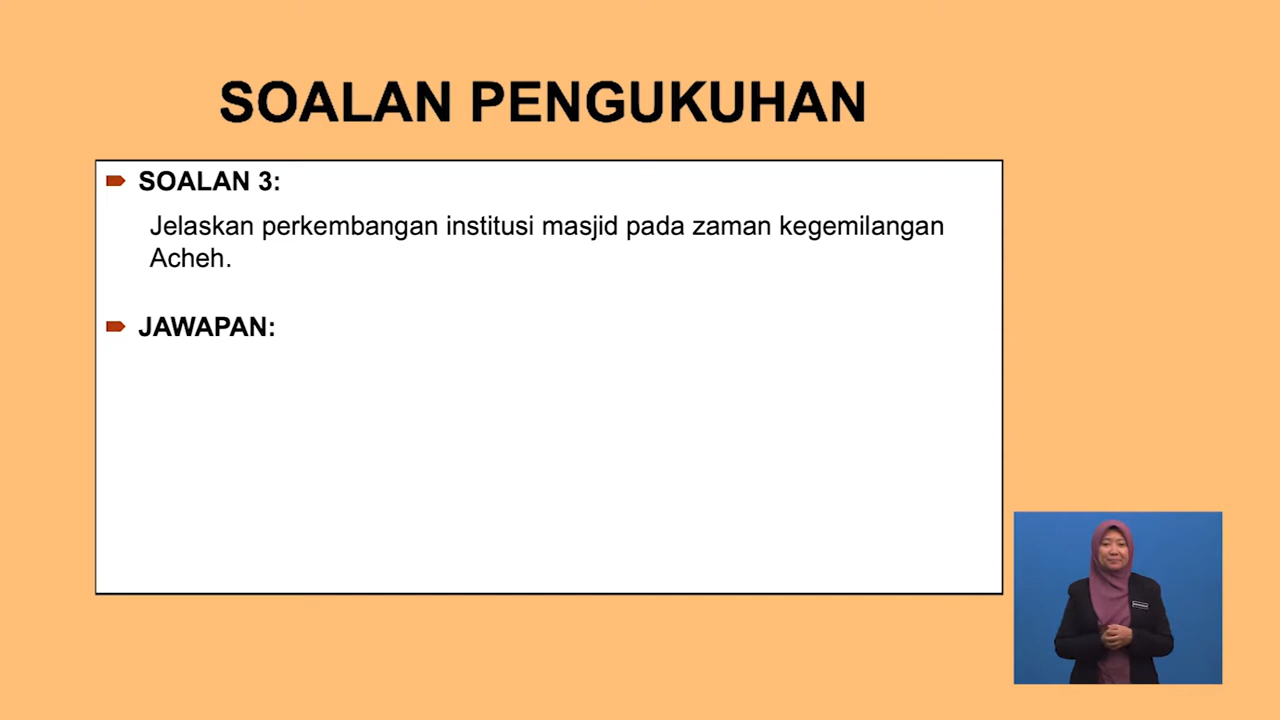 SOALAN PENGUKUHAN
SOALAN 3:
Jelaskan perkembangan institusi masjid pada zaman kegemilangan
Acheh.
JAWAPAN: